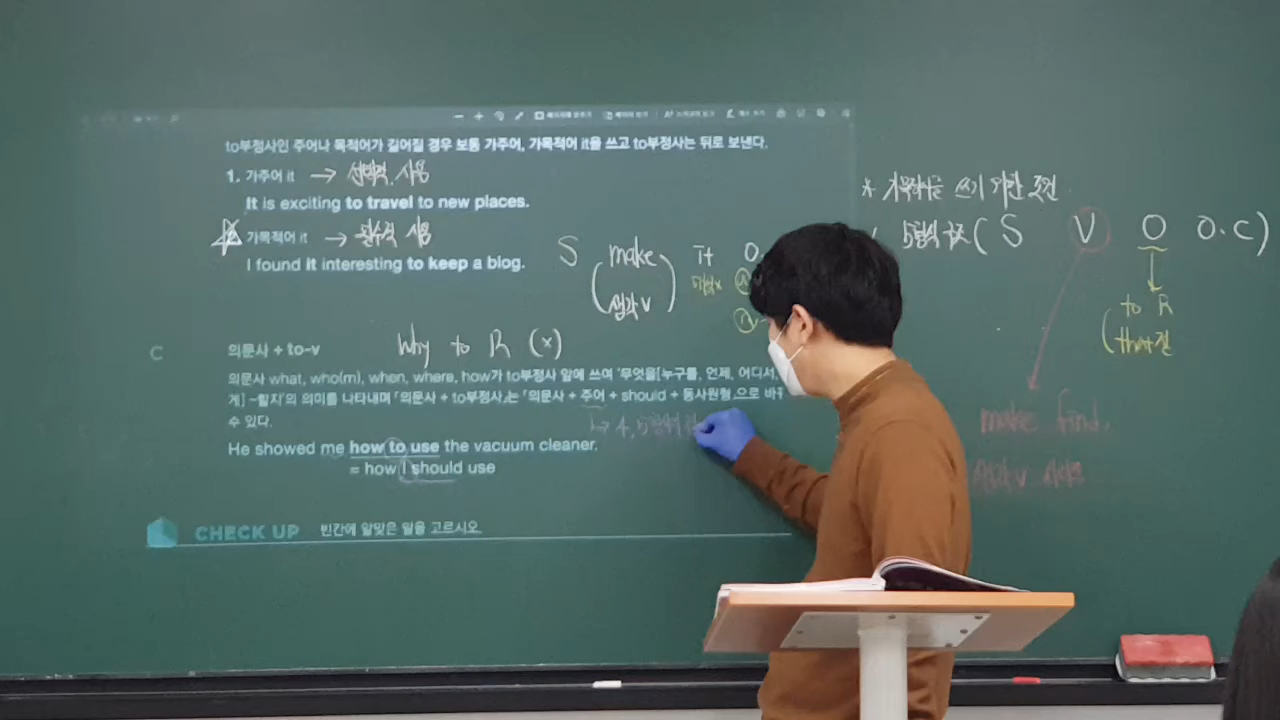 to부정사인 주어나 목적어가 길어질 경우 보통 가주어, 가목적어 it을 쓰고 to부정사는 뒤로 보낸다.
1. 가주어 it → 선택적 사용
It is exciting to travel to new places.
가목적어 it → 필수적 사용
I found it interesting to keep a blog.
S make it O.
생각V
Why to R (×)
C 의문사 + to-v
의문사 what, who(m), when, where, how가 to부정사 앞에 쓰여 '무엇을[누구를, 언제, 어디서,
게] ~할지'의 의미를 나타내며 「의문사 + to부정사」는 「의문사 + 주어 + should + 동사원형」으로 바꿔
수 있다.
↳ 4, 5형식
He showed me how to use the vacuum cleaner.
= how I should use
CHECK UP 빈칸에 알맞은 말을 고르시오.
* 가목적어를 쓰기 위한 조건
5형식 구조 ( S V O O.C )
to R
that절
make find,
생각V